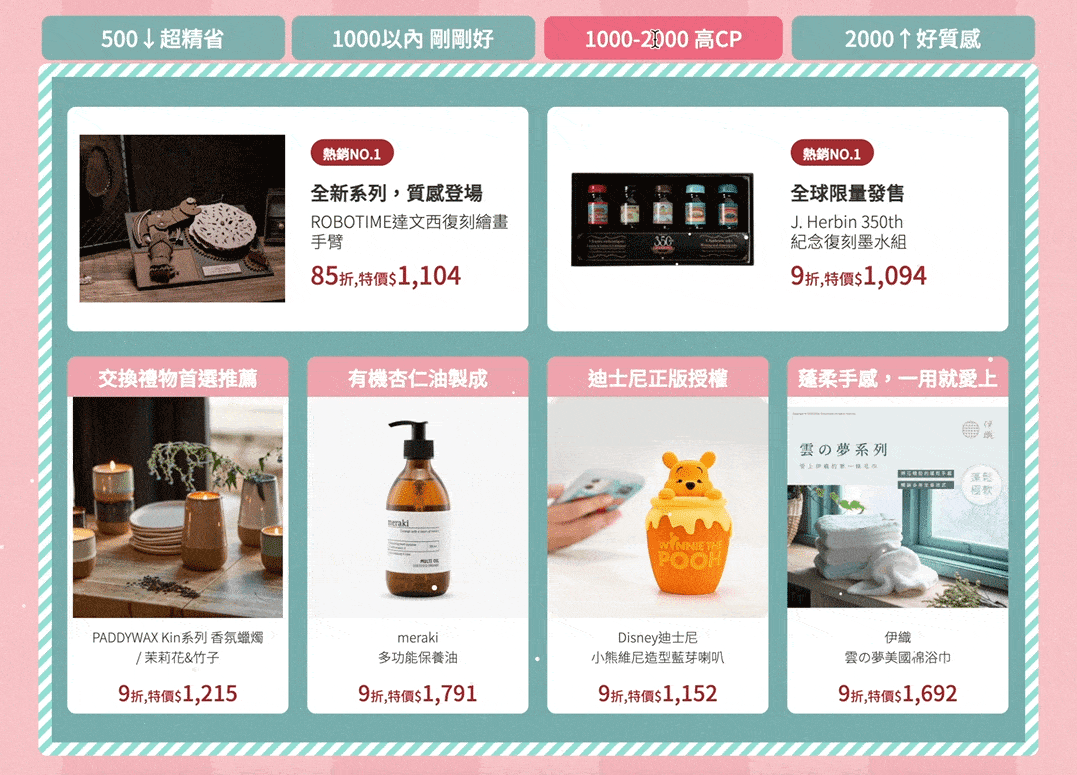 500↓超精省
1000以內 剛剛好
1000-2000 高CP
2000↑好質感
熱銷NO.1
全新系列，質感登場
ROBOTIME達文西復刻繪畫
手臂
85折,特價$1,104
熱銷NO.1
全球限量發售
J. Herbin 350th
紀念復刻墨水組
9折,特價$1,094
350
交換禮物首選推薦
PADDYWAX Kin系列 香氛蠟燭
/ 茉莉花&竹子
9折,特價$1,215
有機杏仁油製成
meraki
MULTI OIL
meraki
多功能保養油
9折,特價$1,791
迪士尼正版授權
WINNIE THE
POOH
Disney迪士尼
小熊維尼造型藍芽喇叭
9折,特價$1,152
蓬柔手感，一用就愛上
伊織
雲の夢系列
蓬鬆
極軟
伊織
雲の夢美國棉浴巾
9折,特價$1,692